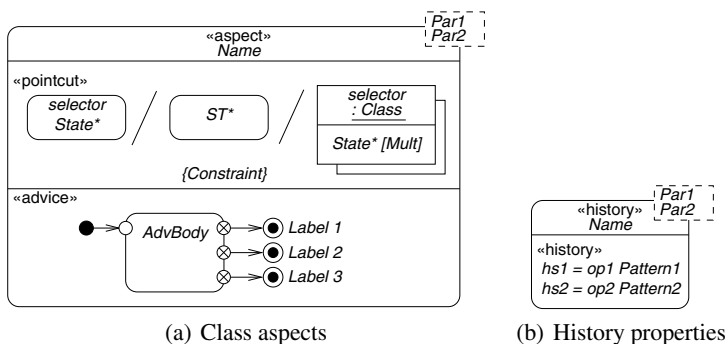 Par1
Par2
«aspect»
Name
«pointcut»
selector
State*
ST*
selector
: Class
State* [Mult]
{Constraint}
«advice»
AdvBody
Label 1
Label 2
Label 3
(a) Class aspects
Par1
Par2
«history»
Name
«history»
hs1 = op1 Pattern1
hs2 = op2 Pattern2
(b) History properties